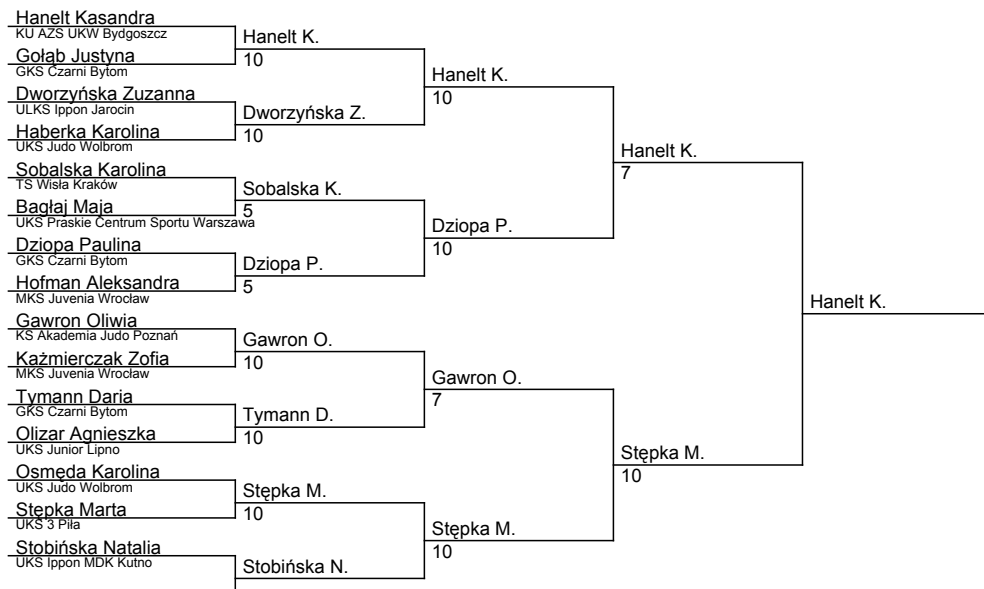 Hanelt Kasandra
KU AZS UKW Bydgoszcz
Hanelt K.
Gołąb Justyna
10
GKS Czarni Bytom
Hanelt K.
Dworzyńska Zuzanna
10
ULKS Ippon Jarocin
Dworzyńska Z.
Haberka Karolina
10
UKS Judo Wolbrom
Hanelt K.
Sobalska Karolina
7
TS Wisła Kraków
Sobalska K.
Bagłaj Maja
5
UKS Praskie Centrum Sportu Warszawa
Dziopa P.
Dziopa Paulina
10
GKS Czarni Bytom
Dziopa P.
Hofman Aleksandra
5
MKS Juvenia Wrocław
Hanelt K.
Gawron Oliwia
KS Akademia Judo Poznań
Gawron O.
Kaźmierczak Zofia
10
MKS Juvenia Wrocław
Gawron O.
Tymann Daria
7
GKS Czarni Bytom
Tymann D.
Olizar Agnieszka
10
UKS Junior Lipno
Stępka M.
Osmęda Karolina
10
UKS Judo Wolbrom
Stępka M.
Stępka Marta
10
UKS 3 Piła
Stępka M.
Stobińska Natalia
10
UKS Ippon MDK Kutno
Stobińska N.